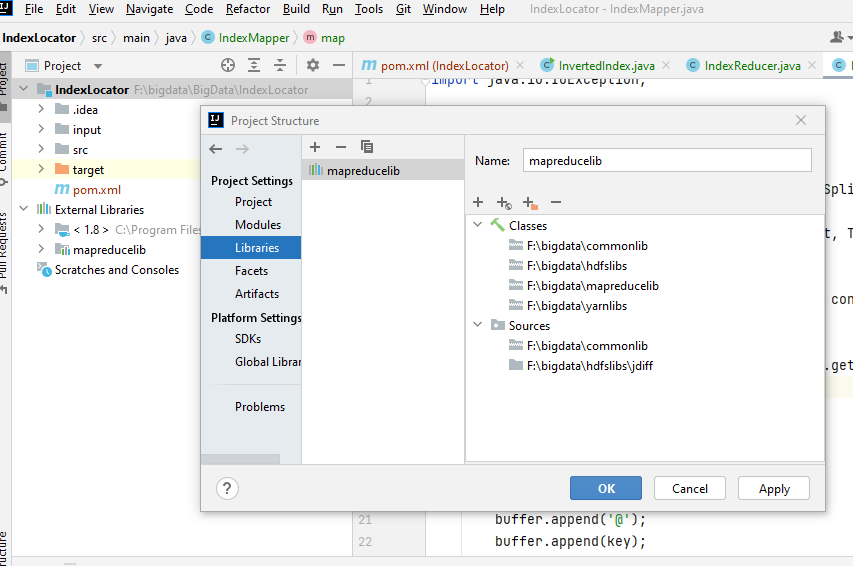 File Edit View Navigate Code Refactor Build Run Tools Git Window Help IndexLocator - IndexMapper.java
IndexLocator src main java IndexMapper map
Project
pom.xml (IndexLocator) InvertedIndex.java IndexReducer.java
IndexLocator F:\bigdata\BigData\IndexLocator
.idea
input
src
target
pom.xml
External Libraries
< 1.8 > C:\Program Files
mapreducelib
Scratches and Consoles
Project
Commit
Pull Requests
1
import java.io.IOException;
2
Project Structure
Project Settings
Project
Modules
Libraries
Facets
Artifacts
Platform Settings
SDKs
Global Librar
Problems
mapreducelib
Name: mapreducelib
Classes
F:\bigdata\commonlib
F:\bigdata\hdfslibs
F:\bigdata\mapreducelib
F:\bigdata\yarnlibs
Sources
F:\bigdata\commonlib
F:\bigdata\hdfslibs\jdiff
? OK Cancel Apply
Spli
t, T
con
.get
21 buffer.append('@');
22 buffer.append(key);
ructure